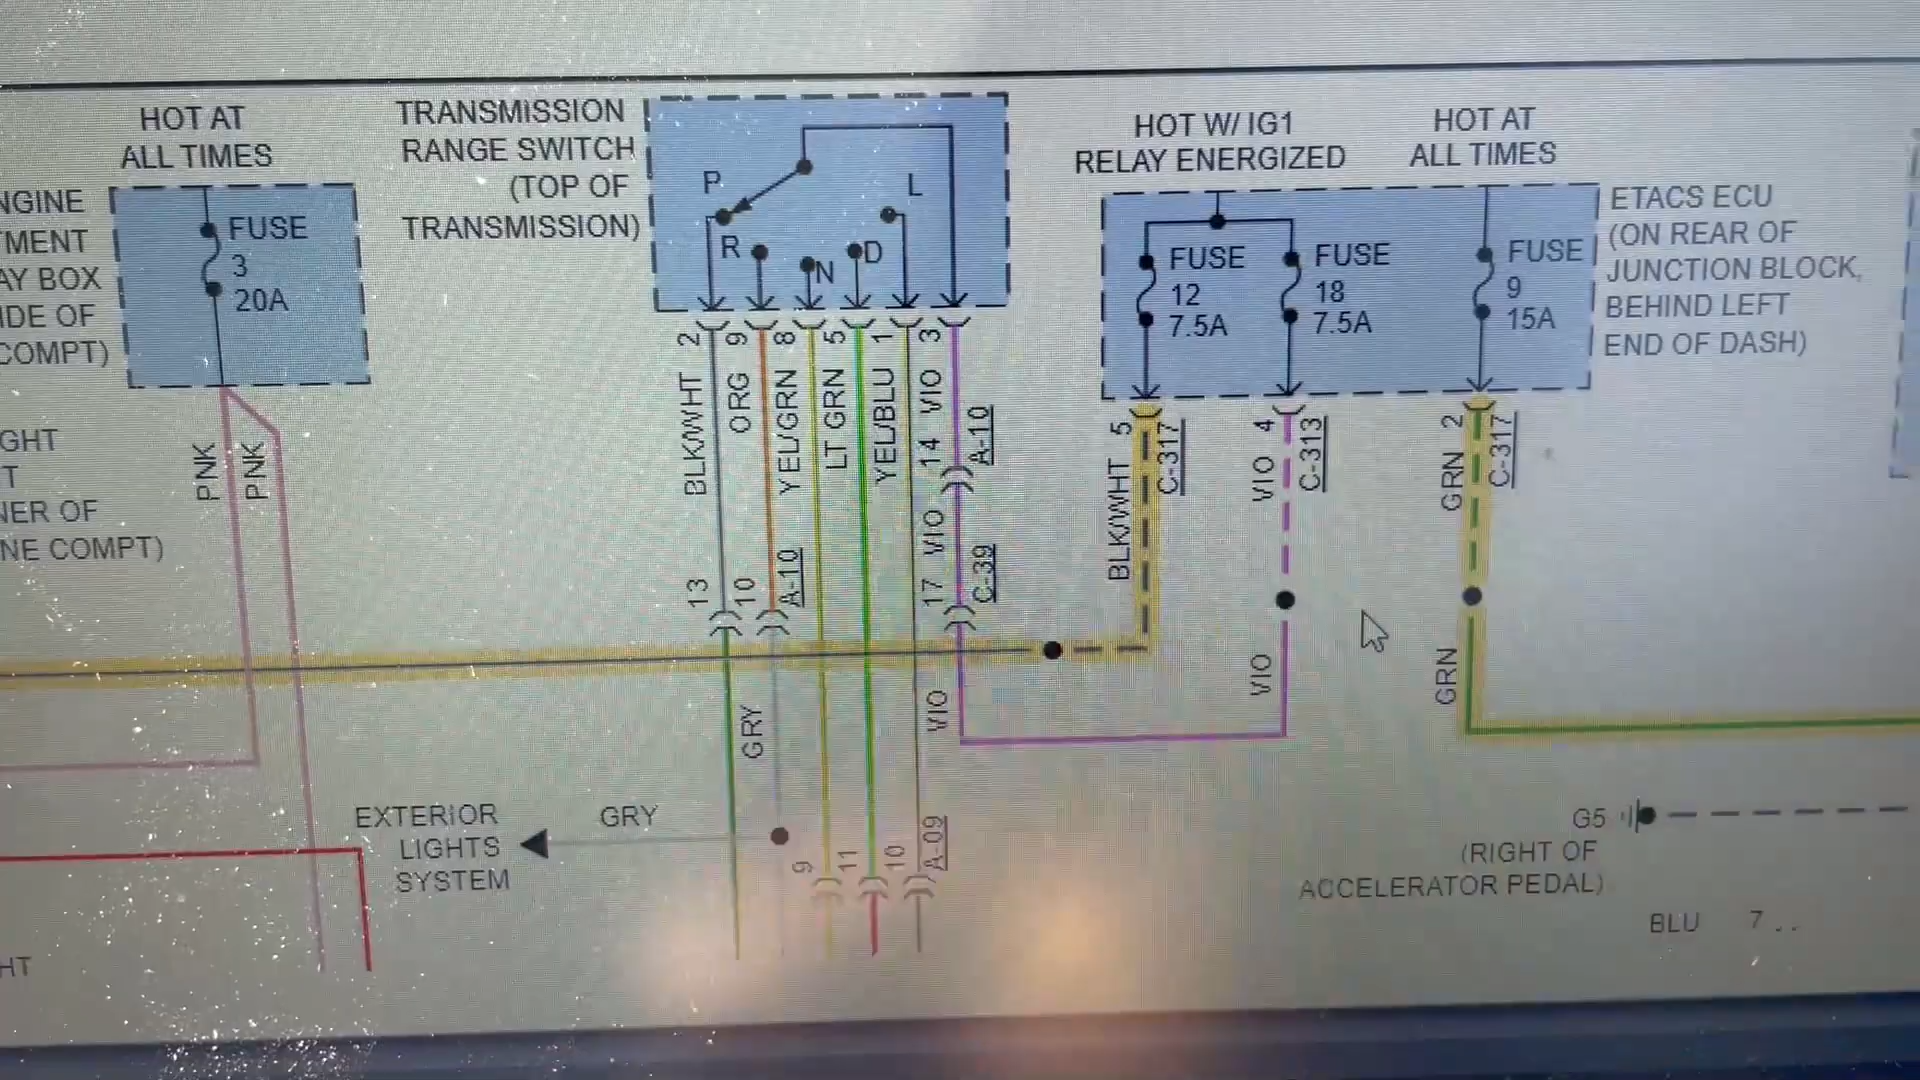 HOT AT
ALL TIMES
NGINE
TMENT
AY BOX
IDE OF
COMPT)
FUSE
3
20A
PNK
PNK
GHT
T
NER OF
NE COMPT)
TRANSMISSION
RANGE SWITCH
(TOP OF
TRANSMISSION)
P
R
N
D
L
2
9
8
5
1
3
BLK/WHT
ORG
YEL/GRN
LT GRN
YEL/BLU
14 VIO
A-10
13
10
A-10
17 VIO
C-39
GRY
VIO
HOT W/ IG1
RELAY ENERGIZED
HOT AT
ALL TIMES
FUSE
12
7.5A
FUSE
18
7.5A
FUSE
9
15A
ETACS ECU
(ON REAR OF
JUNCTION BLOCK,
BEHIND LEFT
END OF DASH)
BLK/WHT 5
C-317
VIO 4
C-313
GRN 2
C-317
VIO
GRN
EXTERIOR
LIGHTS
SYSTEM
GRY
9
11
10
A-09
G5
(RIGHT OF
ACCELERATOR PEDAL)
BLU 7
HT